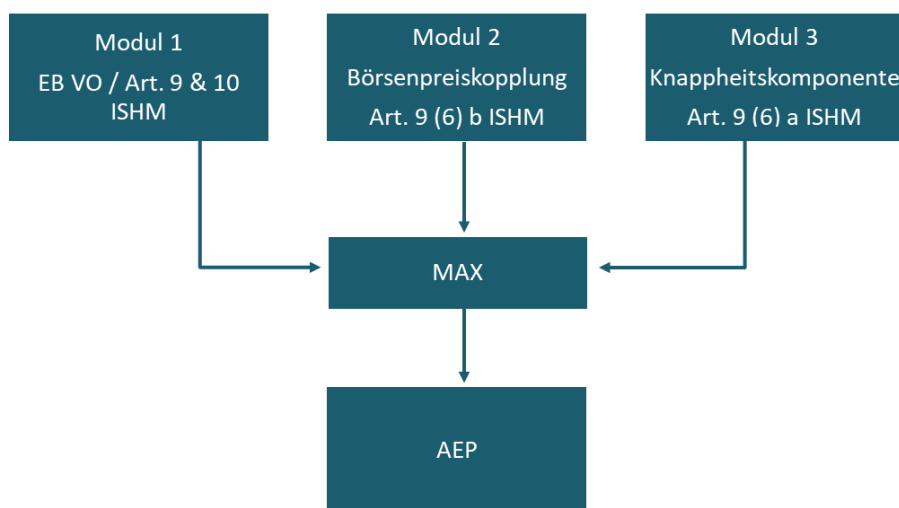 Modul 1
EB VO / Art. 9 & 10
ISHM
Modul 2
Börsenpreiskopplung
Art. 9 (6) b ISHM
Modul 3
Knappheitskomponente
Art. 9 (6) a ISHM
MAX
AEP